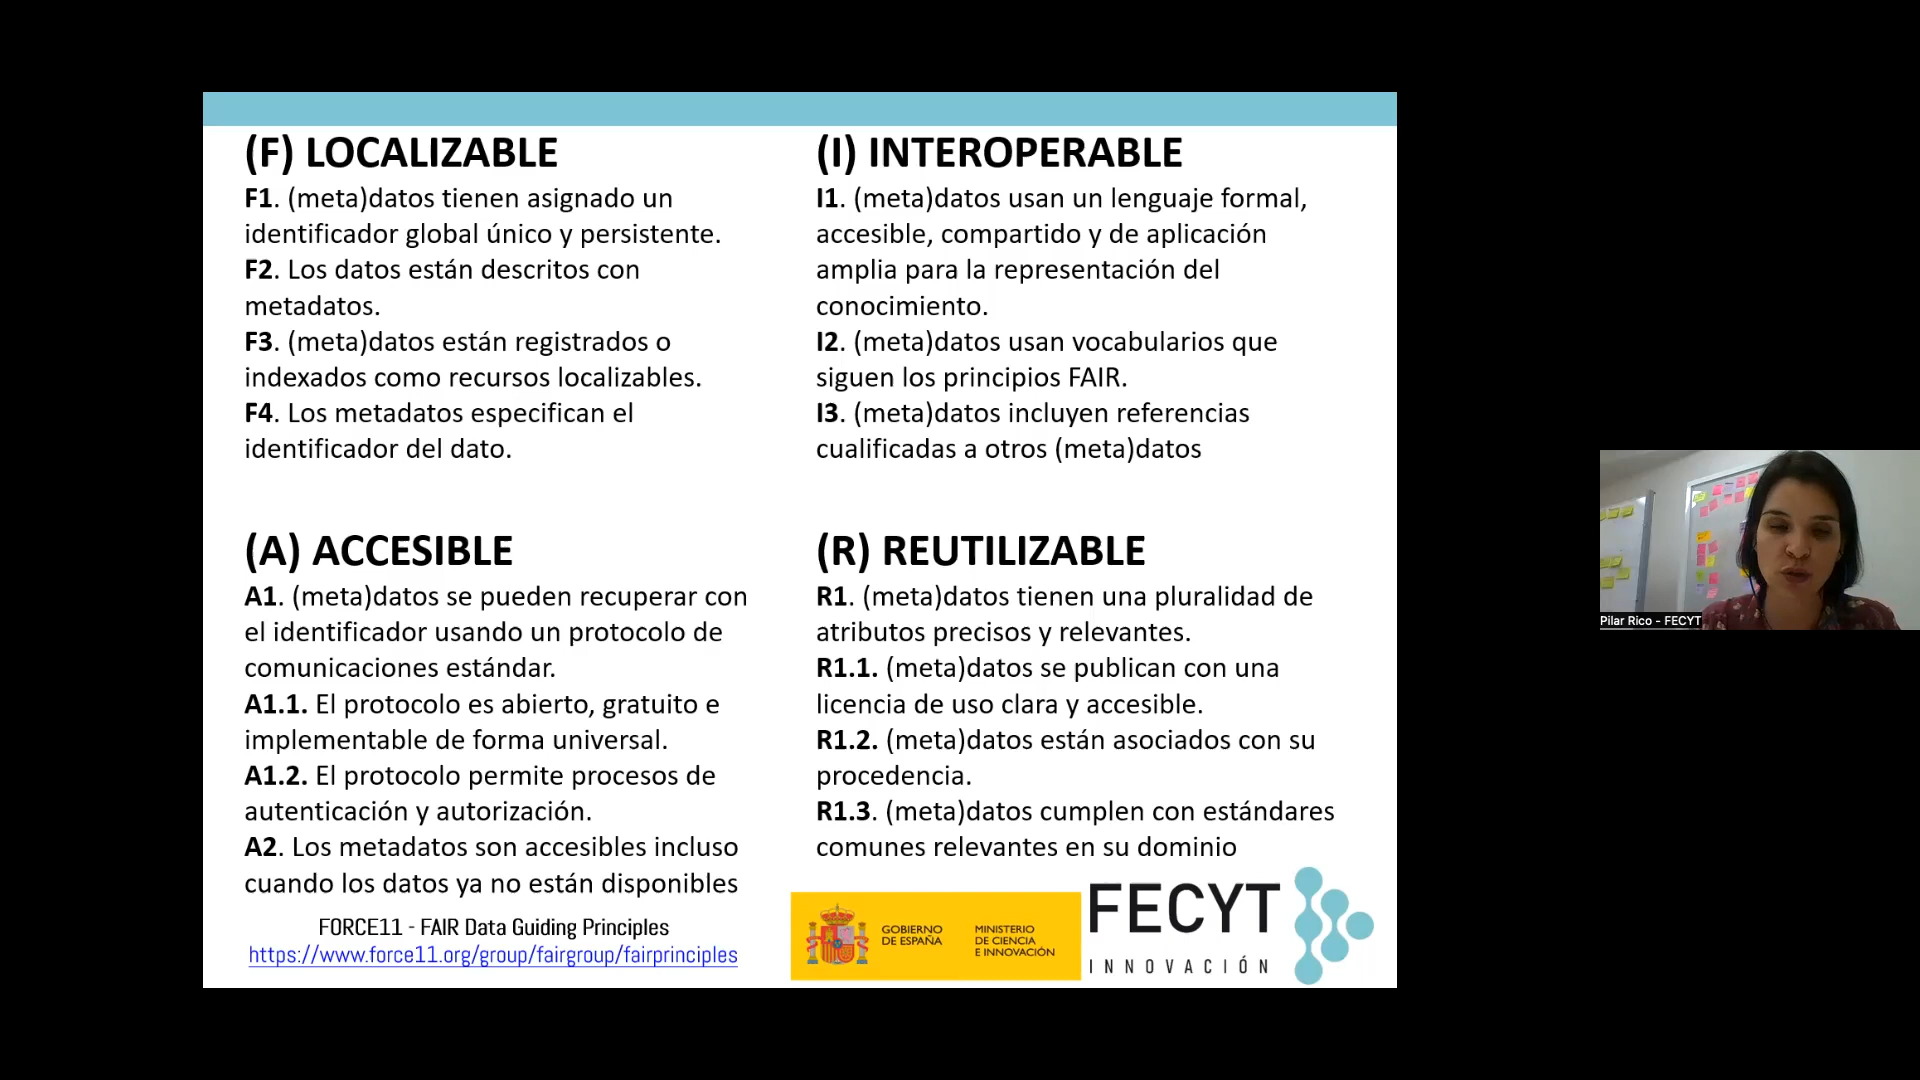 (F) LOCALIZABLE
F1. (meta)datos tienen asignado un
identificador global único y persistente.
F2. Los datos están descritos con
metadatos.
F3. (meta)datos están registrados o
indexados como recursos localizables.
F4. Los metadatos especifican el
identificador del dato.
(A) ACCESIBLE
A1. (meta)datos se pueden recuperar con
el identificador usando un protocolo de
comunicaciones estándar.
A1.1. El protocolo es abierto, gratuito e
implementable de forma universal.
A1.2. El protocolo permite procesos de
autenticación y autorización.
A2. Los metadatos son accesibles incluso
cuando los datos ya no están disponibles
FORCE11 - FAIR Data Guiding Principles
https://www.force11.org/group/fairgroup/fairprinciples
(I) INTEROPERABLE
I1. (meta)datos usan un lenguaje formal,
accesible, compartido y de aplicación
amplia para la representación del
conocimiento.
I2. (meta)datos usan vocabularios que
siguen los principios FAIR.
I3. (meta)datos incluyen referencias
cualificadas a otros (meta)datos
(R) REUTILIZABLE
R1. (meta)datos tienen una pluralidad de
atributos precisos y relevantes.
R1.1. (meta)datos se publican con una
licencia de uso clara y accesible.
R1.2. (meta)datos están asociados con su
procedencia.
R1.3. (meta)datos cumplen con estándares
comunes relevantes en su dominio
GOBIERNO
DE ESPAÑA
MINISTERIO
DE CIENCIA
E INNOVACIÓN
FECYT
INNOVACIÓN
Pilar Rico - FECYT